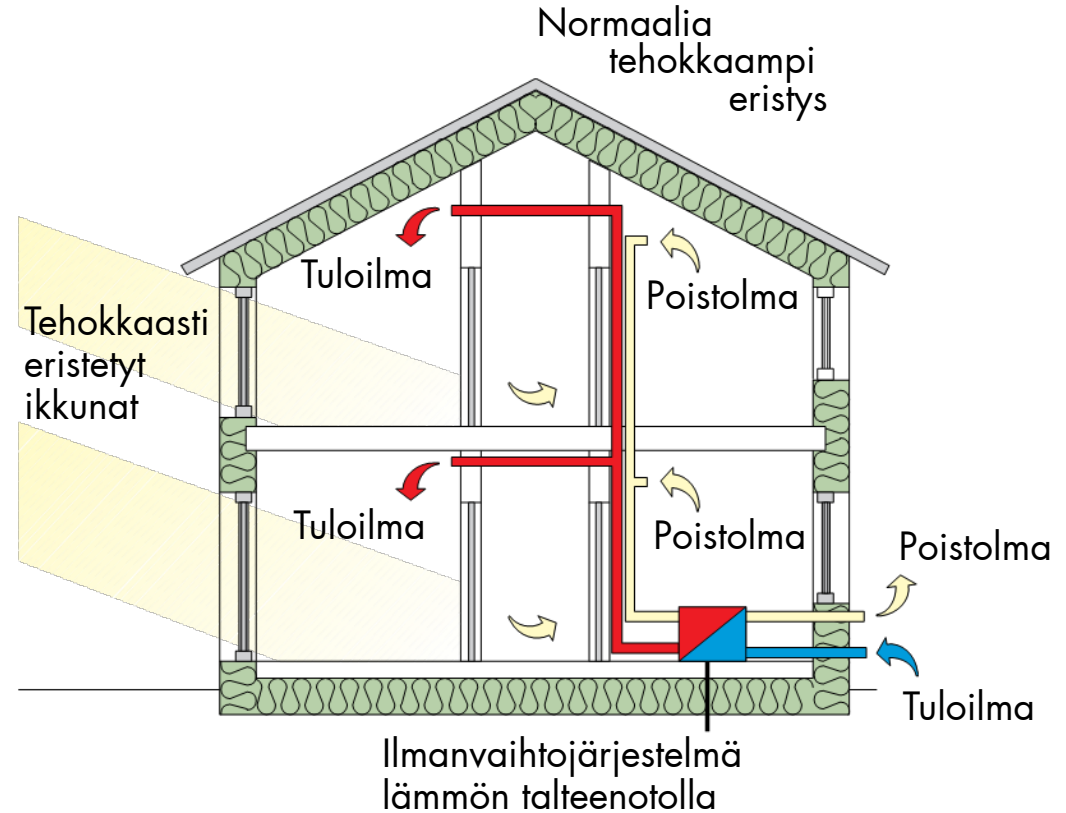 Normaalia
tehokkaampi
eristys
Tuloilma
Poistolma
Tehokkaasti
eristetyt
ikkunat
Tuloilma
Poistolma
Poistolma
Tuloilma
Ilmanvaihtojärjestelmä
lämmön talteenotolla